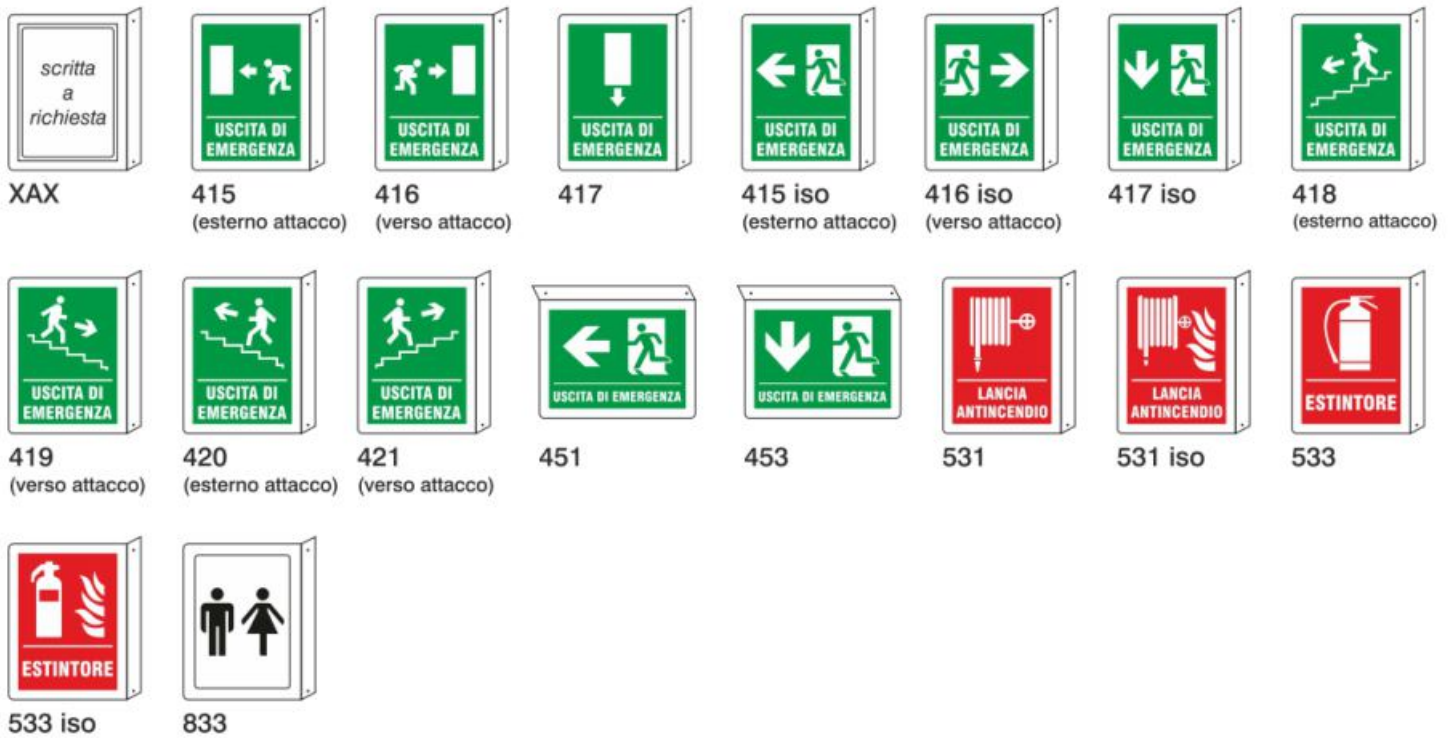 scritta
a
richiesta
XAX
USCITA DI
EMERGENZA
415
(esterno attacco)
USCITA DI
EMERGENZA
416
(verso attacco)
USCITA DI
EMERGENZA
417
USCITA DI
EMERGENZA
415 iso
(esterno attacco)
USCITA DI
EMERGENZA
416 iso
(verso attacco)
USCITA DI
EMERGENZA
417 iso
USCITA DI
EMERGENZA
418
(esterno attacco)
USCITA DI
EMERGENZA
419
(verso attacco)
USCITA DI
EMERGENZA
420
(esterno attacco)
USCITA DI
EMERGENZA
421
(verso attacco)
USCITA DI EMERGENZA
451
USCITA DI EMERGENZA
453
LANCIA
ANTINCENDIO
531
LANCIA
ANTINCENDIO
531 iso
ESTINTORE
533
ESTINTORE
533 iso
833